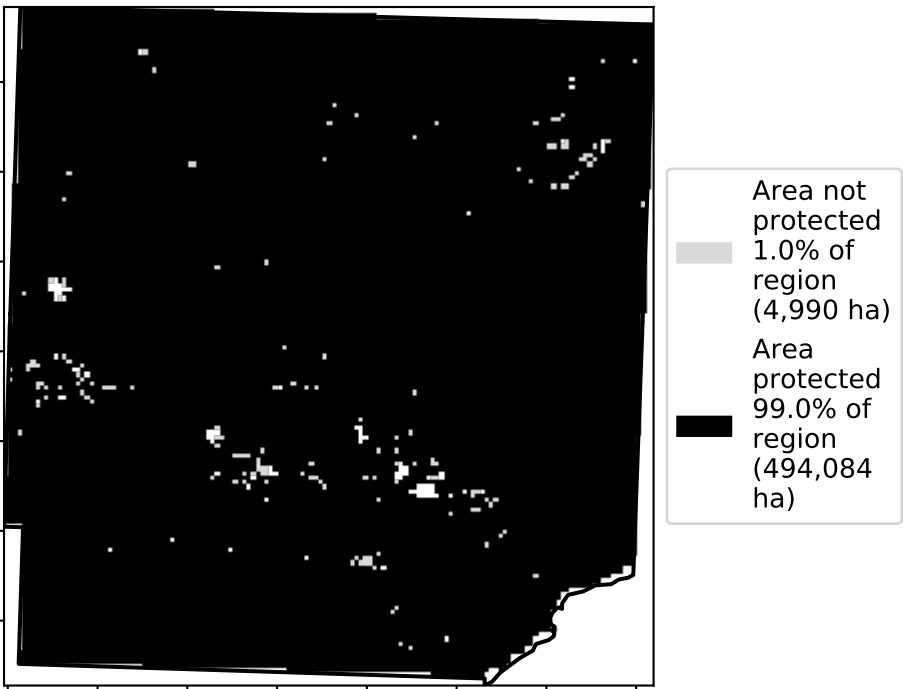 Area not
protected
1.0% of
region
(4,990 ha)
Area
protected
99.0% of
region
(494,084
ha)